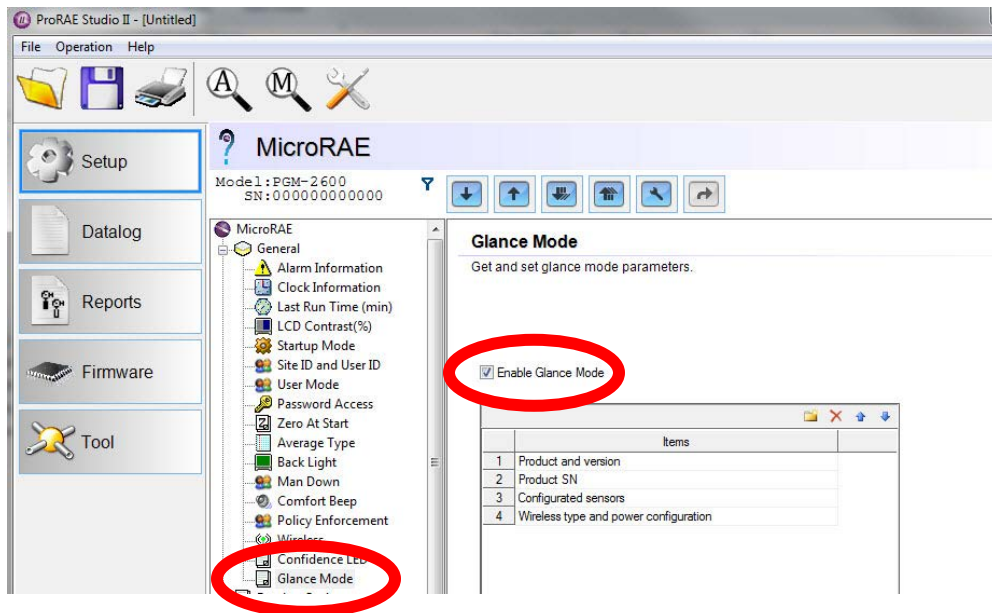 ProRAE Studio II - [Untitled]
File Operation Help
A M
Setup
Datalog
Reports
Firmware
Tool
MicroRAE
Model:PGM-2600
SN:000000000000
MicroRAE
General
Alarm Information
Clock Information
Last Run Time (min)
LCD Contrast(%)
Startup Mode
Site ID and User ID
User Mode
Password Access
Zero At Start
Average Type
Back Light
Man Down
Comfort Beep
Policy Enforcement
Wireless
Confidence LED
Glance Mode
Glance Mode
Get and set glance mode parameters.
Enable Glance Mode
Items
1 Product and version
2 Product SN
3 Configurated sensors
4 Wireless type and power configuration